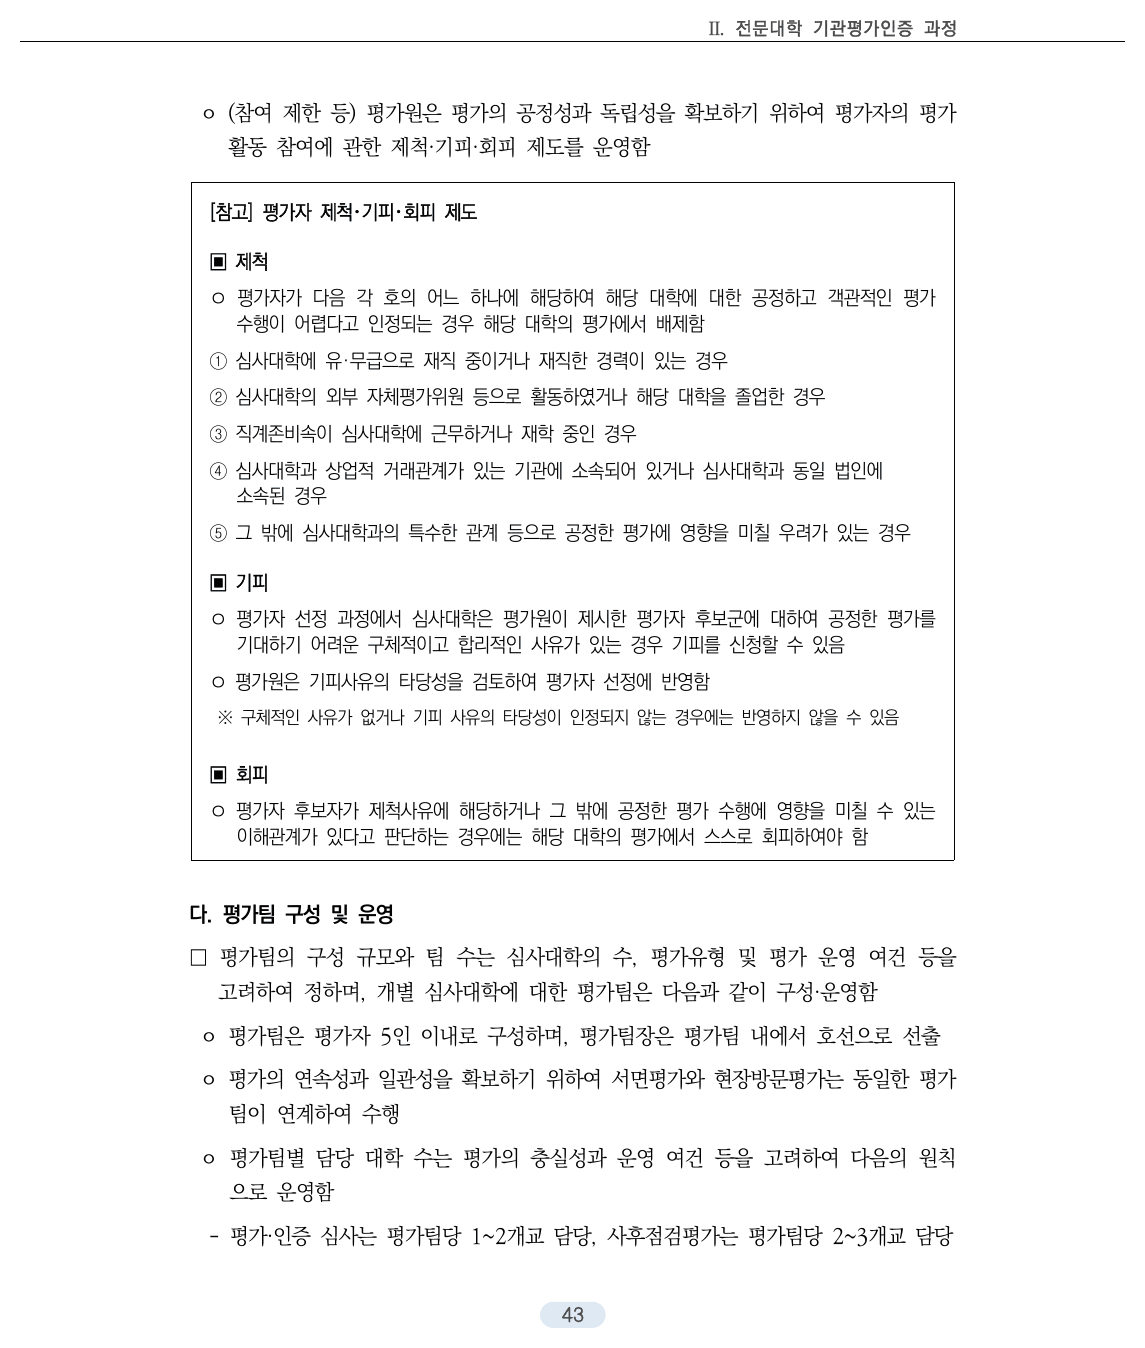 Ⅱ. 전문대학 기관평가인증 과정
ㅇ (참여 제한 등) 평가원은 평가의 공정성과 독립성을 확보하기 위하여 평가자의 평가
활동 참여에 관한 제척·기피·회피 제도를 운영함
[참고] 평가자 제척·기피·회피 제도
▣ 제척
ㅇ 평가자가 다음 각 호의 어느 하나에 해당하여 해당 대학에 대한 공정하고 객관적인 평가
수행이 어렵다고 인정되는 경우 해당 대학의 평가에서 배제함
① 심사대학에 유·무급으로 재직 중이거나 재직한 경력이 있는 경우
② 심사대학의 외부 자체평가위원 등으로 활동하였거나 해당 대학을 졸업한 경우
③ 직계존비속이 심사대학에 근무하거나 재학 중인 경우
④ 심사대학과 상업적 거래관계가 있는 기관에 소속되어 있거나 심사대학과 동일 법인에
소속된 경우
⑤ 그 밖에 심사대학과의 특수한 관계 등으로 공정한 평가에 영향을 미칠 우려가 있는 경우
▣ 기피
ㅇ 평가자 선정 과정에서 심사대학은 평가원이 제시한 평가자 후보군에 대하여 공정한 평가를
기대하기 어려운 구체적이고 합리적인 사유가 있는 경우 기피를 신청할 수 있음
ㅇ 평가원은 기피사유의 타당성을 검토하여 평가자 선정에 반영함
※ 구체적인 사유가 없거나 기피 사유의 타당성이 인정되지 않는 경우에는 반영하지 않을 수 있음
▣ 회피
ㅇ 평가자 후보자가 제척사유에 해당하거나 그 밖에 공정한 평가 수행에 영향을 미칠 수 있는
이해관계가 있다고 판단하는 경우에는 해당 대학의 평가에서 스스로 회피하여야 함
다. 평가팀 구성 및 운영
□ 평가팀의 구성 규모와 팀 수는 심사대학의 수, 평가유형 및 평가 운영 여건 등을
고려하여 정하며, 개별 심사대학에 대한 평가팀은 다음과 같이 구성·운영함
ㅇ 평가팀은 평가자 5인 이내로 구성하며, 평가팀장은 평가팀 내에서 호선으로 선출
ㅇ 평가의 연속성과 일관성을 확보하기 위하여 서면평가와 현장방문평가는 동일한 평가
팀이 연계하여 수행
ㅇ 평가팀별 담당 대학 수는 평가의 충실성과 운영 여건 등을 고려하여 다음의 원칙
으로 운영함
- 평가·인증 심사는 평가팀당 1~2개교 담당, 사후점검평가는 평가팀당 2~3개교 담당
43